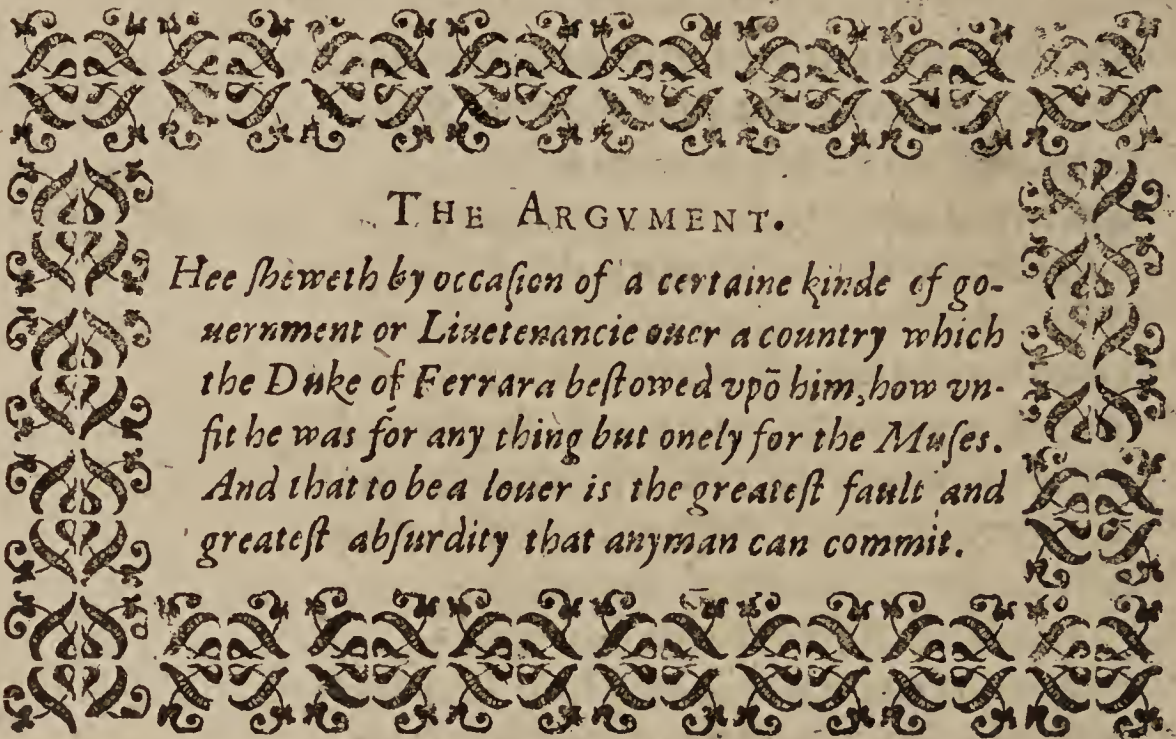 THE ARGVMENT.
Hee ſheweth by occaſion of a certaine kinde of go-
uernment or Liuetenancie ouer a country which
the Duke of Ferrara beſtowed vpō him, how vn-
fit he was for any thing but onely for the Muſes.
And that to be a louer is the greateſt fault and
greateſt abſurdity that anyman can commit.